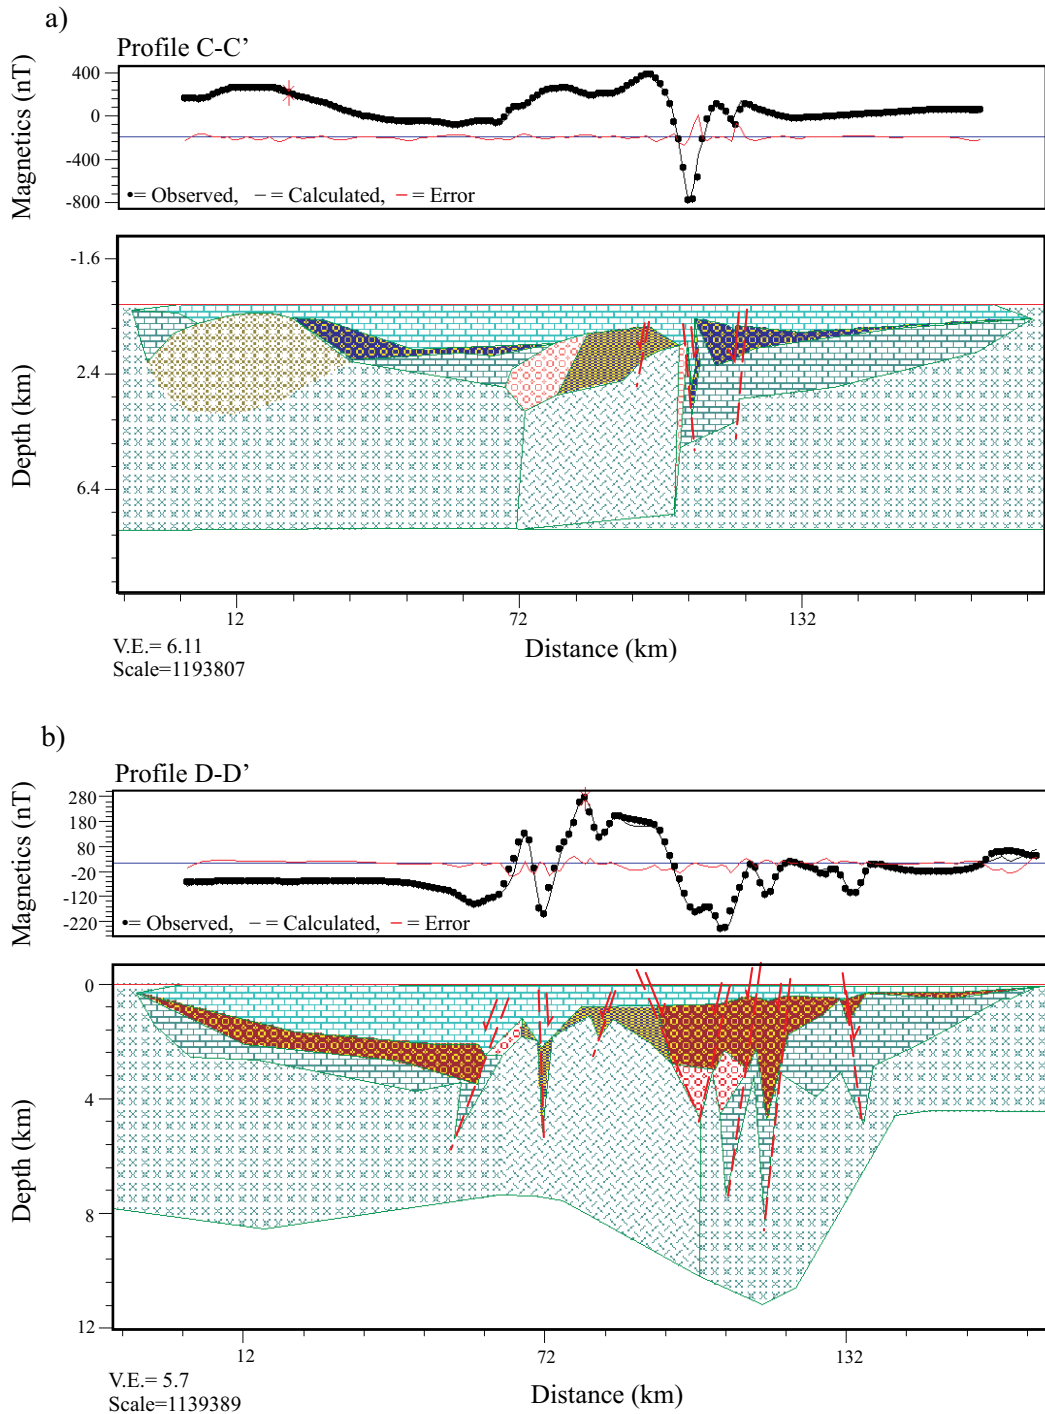 a)
Profile C-C’
Magnetics (nT)
400
0
-400
-800
●= Observed, – = Calculated, – = Error
Depth (km)
-1.6
2.4
6.4
12 72 132
V.E.= 6.11
Scale=1193807
Distance (km)
b)
Profile D-D’
Magnetics (nT)
280
180
80
-20
-120
-220
●= Observed, – = Calculated, – = Error
Depth (km)
0
4
8
12
12 72 132
V.E.= 5.7
Scale=1139389
Distance (km)